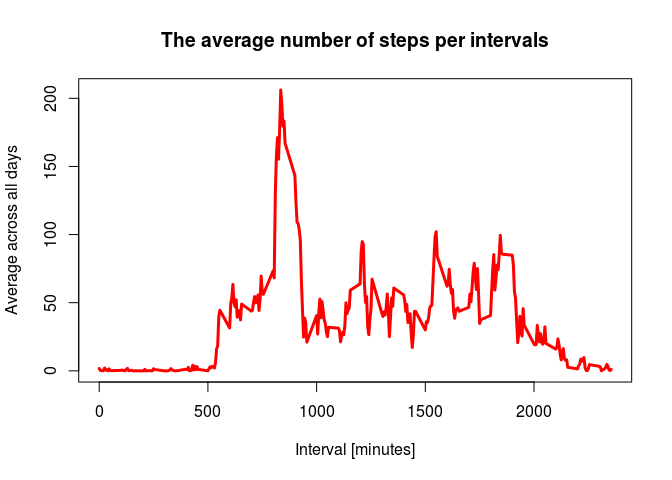 The average number of steps per intervals
Average across all days
200
150
100
50
0
0 500 1000 1500 2000
Interval [minutes]